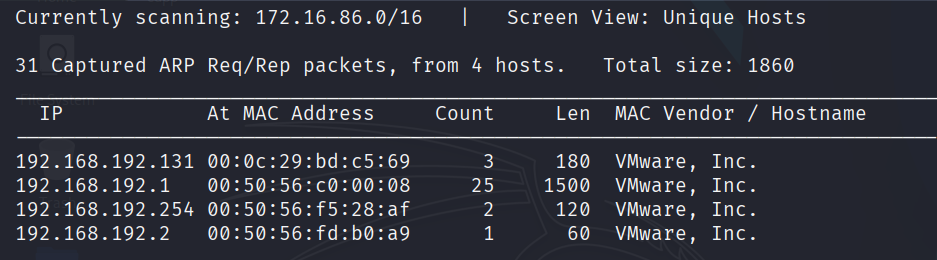 Currently scanning: 172.16.86.0/16   |   Screen View: Unique Hosts
31 Captured ARP Req/Rep packets, from 4 hosts.   Total size: 1860
IP            At MAC Address     Count     Len  MAC Vendor / Hostname
192.168.192.131 00:0c:29:bd:c5:69      3     180  VMware, Inc.
192.168.192.1   00:50:56:c0:00:08     25    1500  VMware, Inc.
192.168.192.254 00:50:56:f5:28:af      2     120  VMware, Inc.
192.168.192.2   00:50:56:fd:b0:a9      1      60  VMware, Inc.